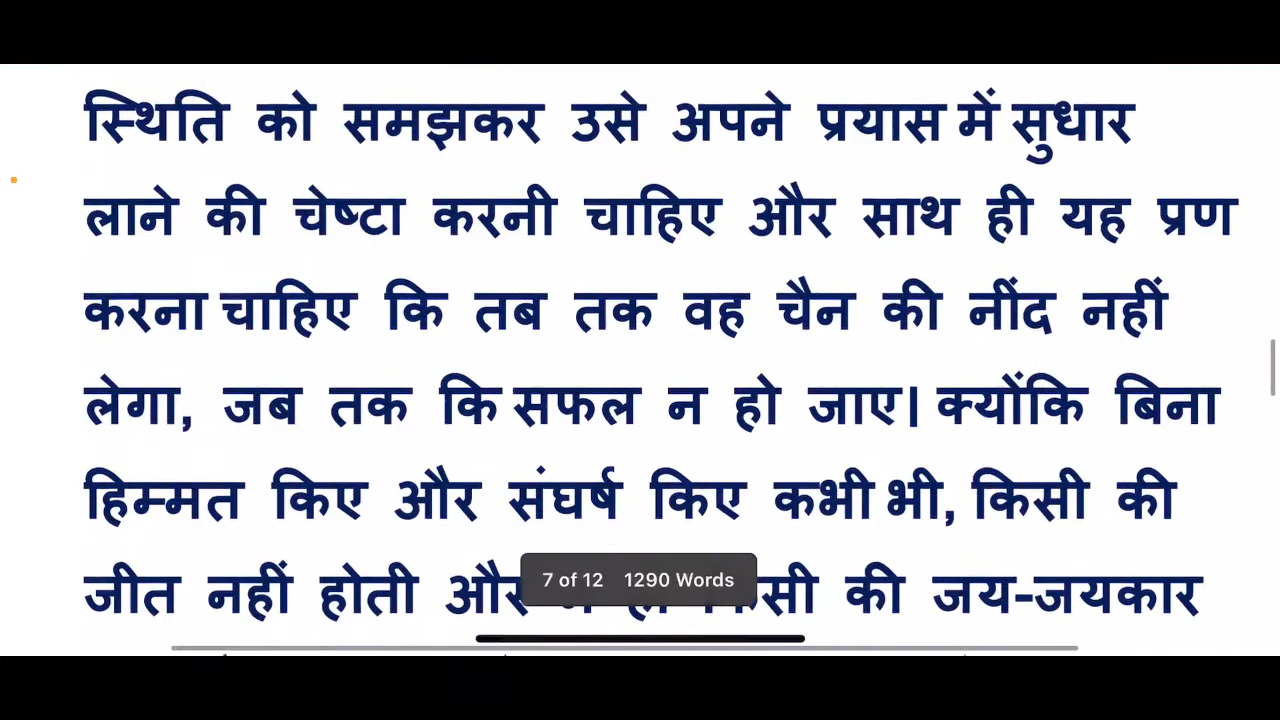 स्थिति को समझकर उसे अपने प्रयास में सुधार
लाने की चेष्टा करनी चाहिए और साथ ही यह प्रण
करना चाहिए कि तब तक वह चैन की नींद नहीं
लेगा, जब तक कि सफल न हो जाए। क्योंकि बिना
हिम्मत किए और संघर्ष किए कभी भी, किसी की
जीत नहीं होती और की जय-जयकार
7 of 12 1290 Words